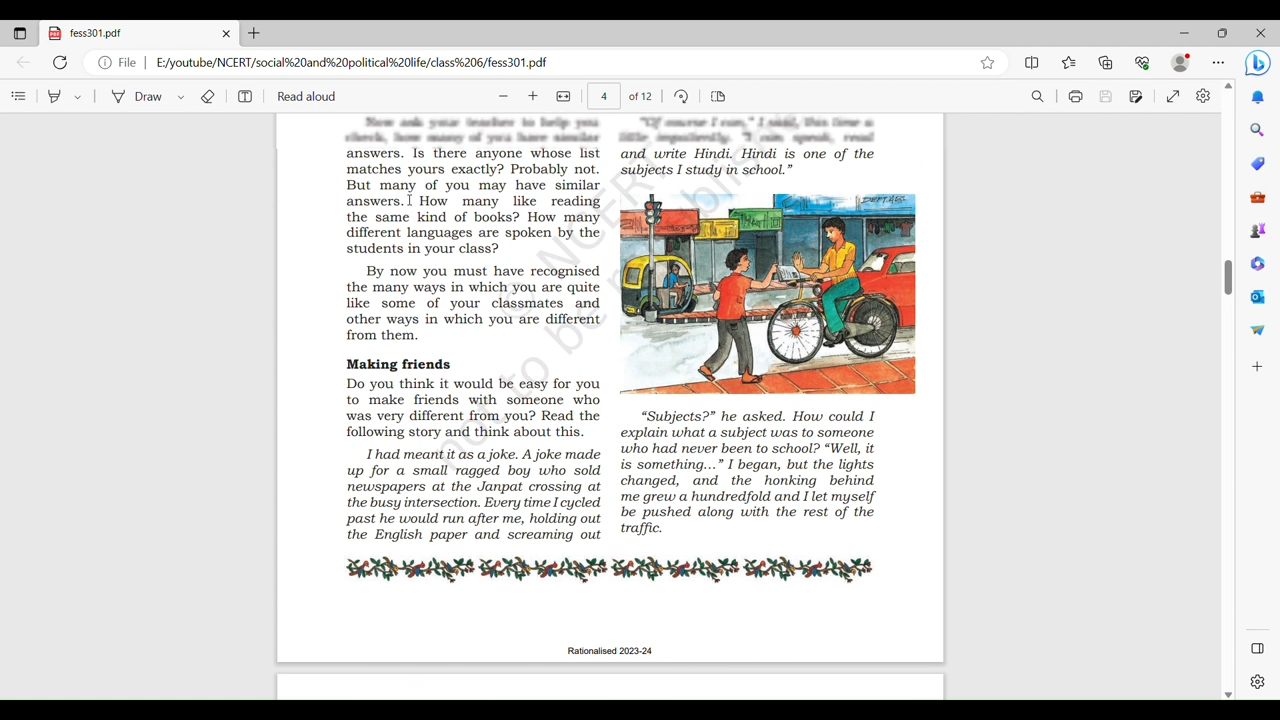 fess301.pdf
File
E:/youtube/NCERT/social%20and%20political%20life/class%206/fess301.pdf
Draw
Read aloud
4
of 12
answers. Is there anyone whose list
matches yours exactly? Probably not.
But many of you may have similar
answers. How many like reading
the same kind of books? How many
different languages are spoken by the
students in your class?
By now you must have recognised
the many ways in which you are quite
like some of your classmates and
other ways in which you are different
from them.
Making friends
Do you think it would be easy for you
to make friends with someone who
was very different from you? Read the
following story and think about this.
I had meant it as a joke. A joke made
up for a small ragged boy who sold
newspapers at the Janpat crossing at
the busy intersection. Every time I cycled
past he would run after me, holding out
the English paper and screaming out
and write Hindi. Hindi is one of the
subjects I study in school.”
“Subjects?” he asked. How could I
explain what a subject was to someone
who had never been to school? “Well, it
is something...” I began, but the lights
changed, and the honking behind
me grew a hundredfold and I let myself
be pushed along with the rest of the
traffic.
© NCERT
not to be
Rationalised 2023-24